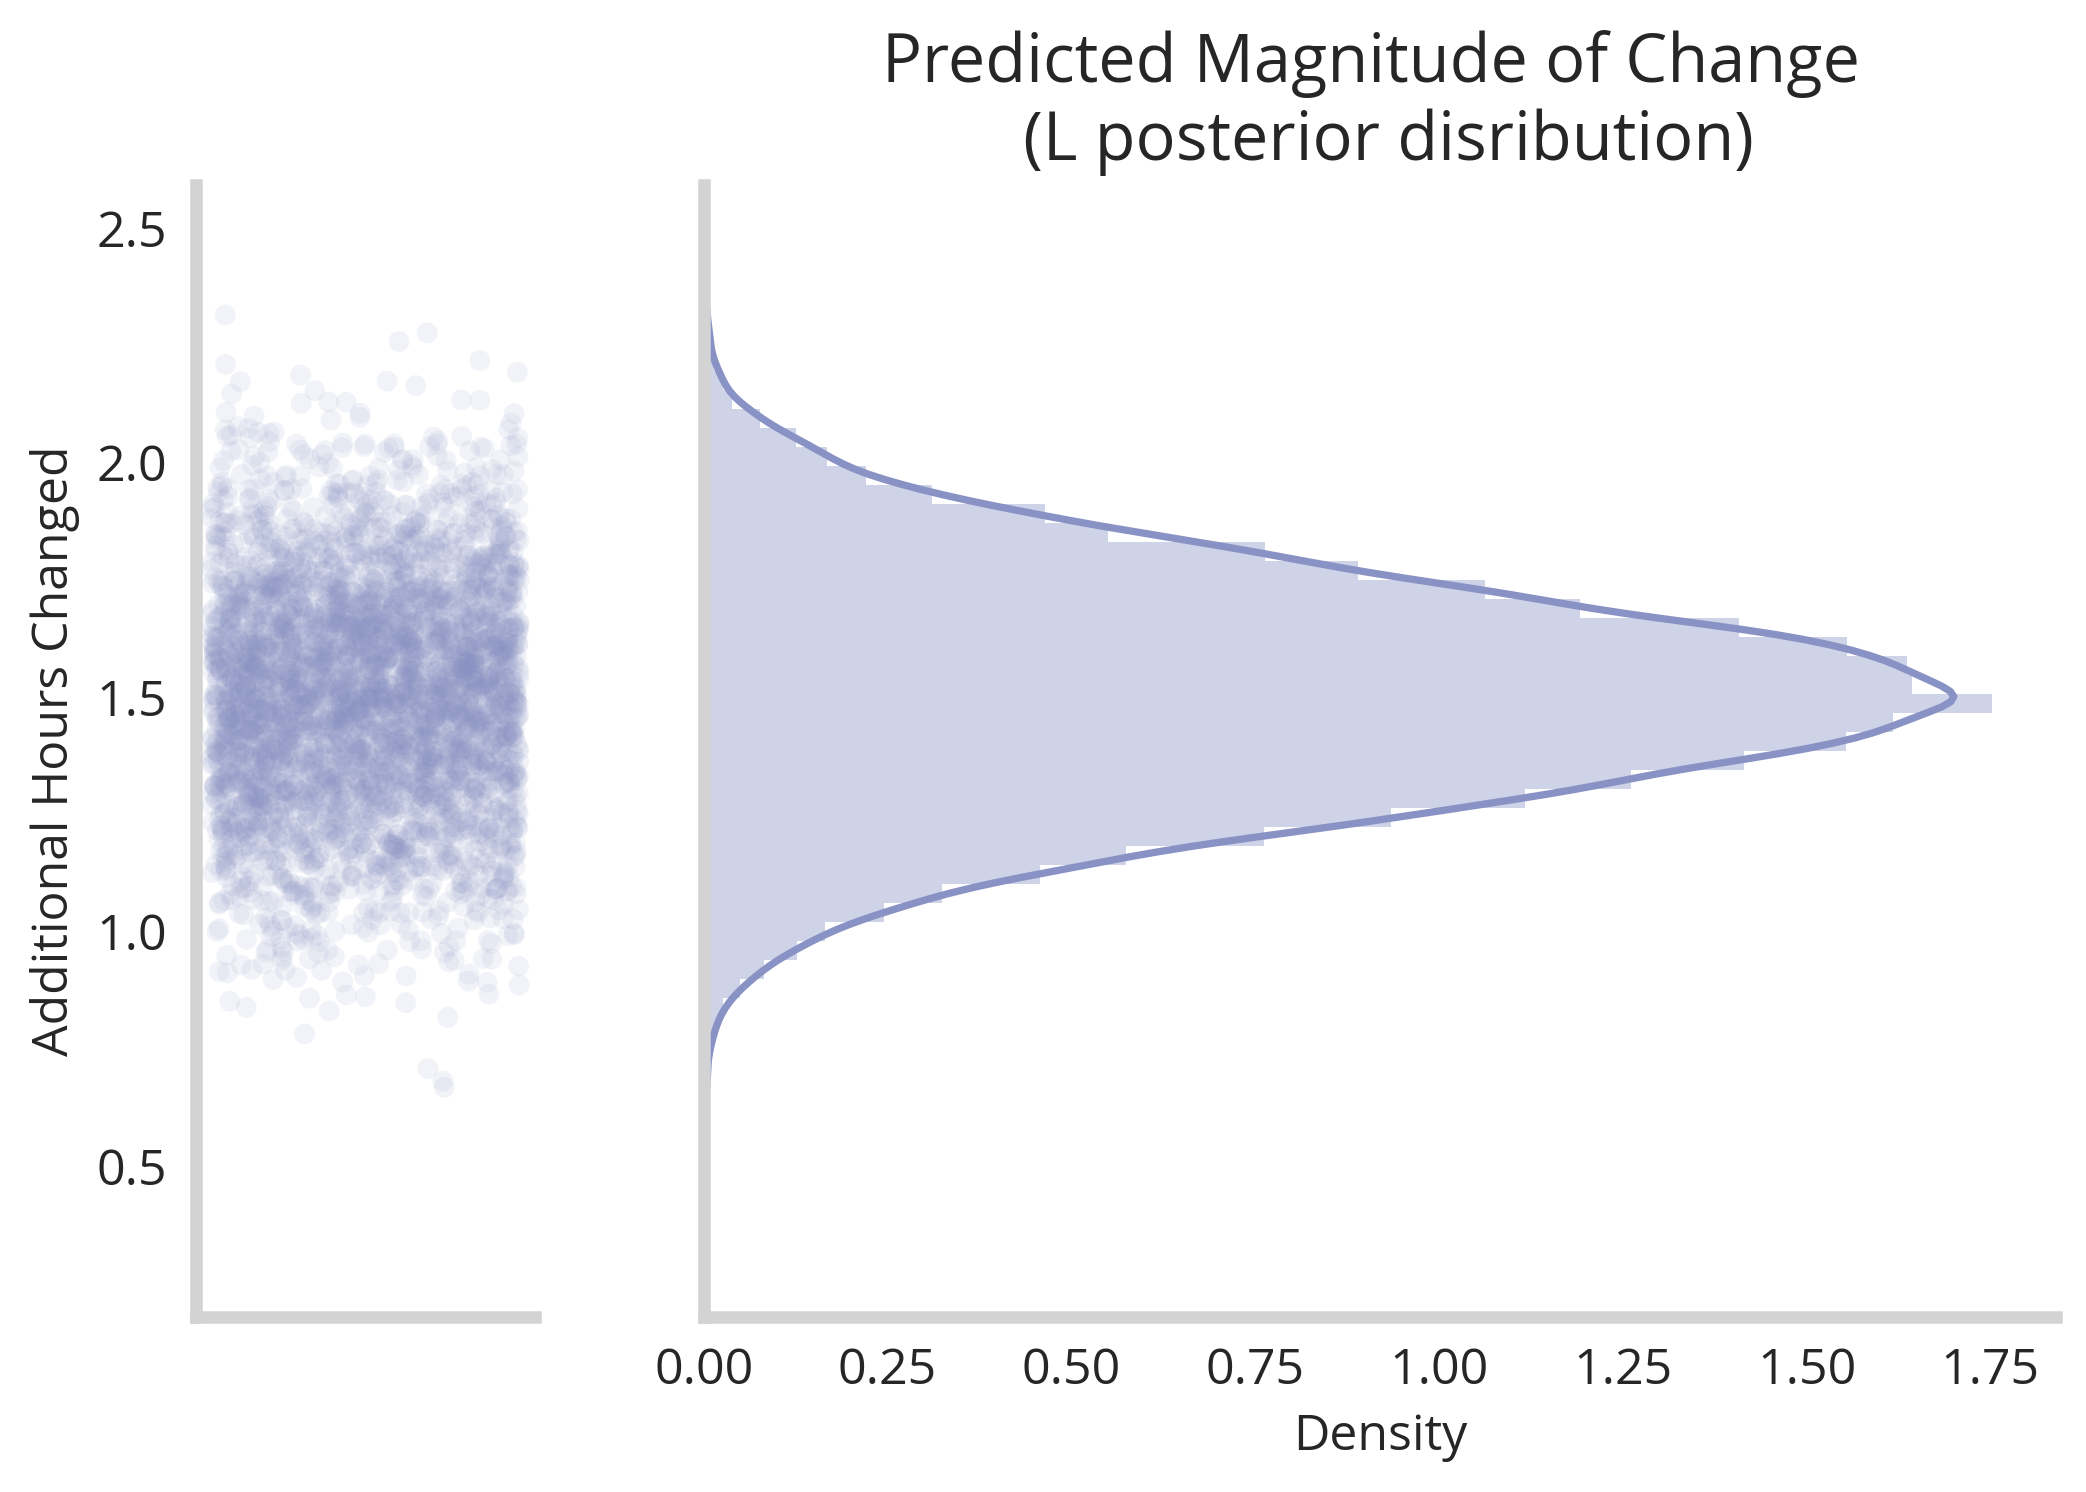 Predicted Magnitude of Change
(L posterior disribution)
Additional Hours Changed
2.5
2.0
1.5
1.0
0.5
0.00 0.25 0.50 0.75 1.00 1.25 1.50 1.75
Density